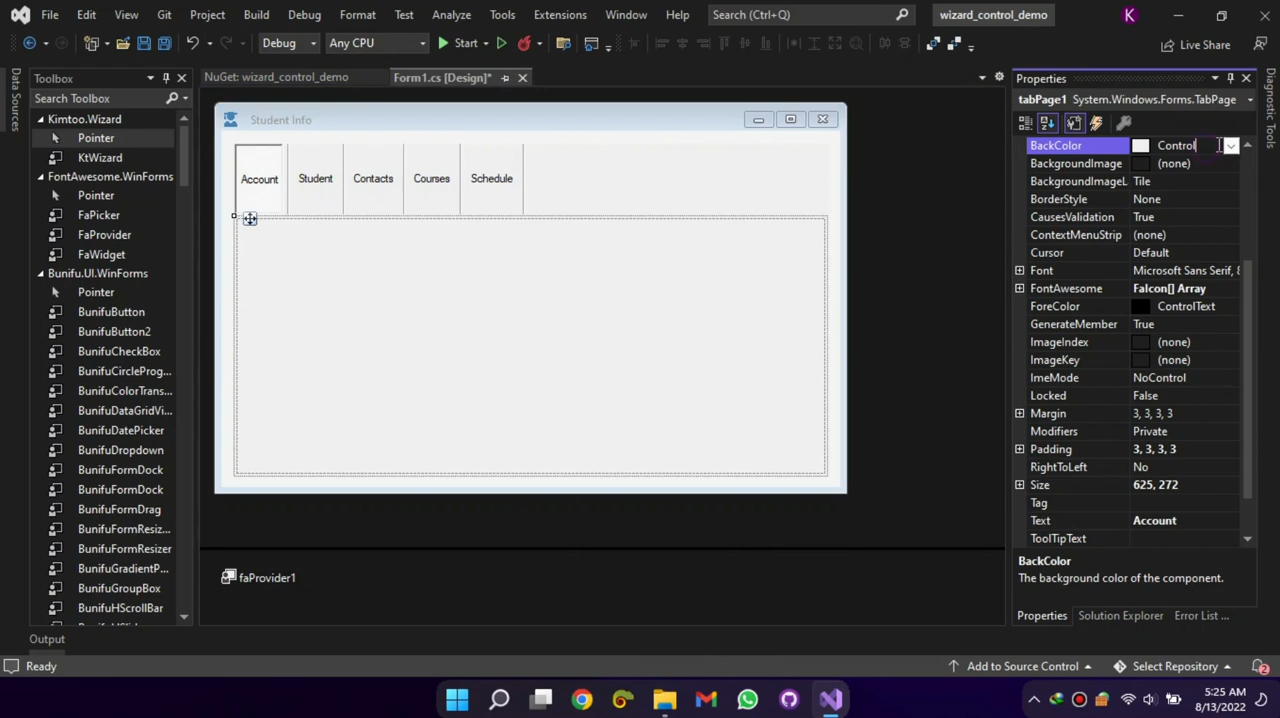 File Edit View Git Project Build Debug Format Test Analyze Tools Extensions Window Help Search (Ctrl+Q) wizard_control_demo K
Debug Any CPU Start Live Share
Data Sources
Toolbox
Search Toolbox
Kimtoo.Wizard
Pointer
KtWizard
FontAwesome.WinForms
Pointer
FaPicker
FaProvider
FaWidget
Bunifu.UI.WinForms
Pointer
BunifuButton
BunifuButton2
BunifuCheckBox
BunifuCircleProg...
BunifuColorTrans...
BunifuDataGridVi...
BunifuDatePicker
BunifuDropdown
BunifuFormDock
BunifuFormDock
BunifuFormDrag
BunifuFormResiz...
BunifuFormResizer
BunifuGradientP...
BunifuGroupBox
BunifuHScrollBar
NuGet: wizard_control_demo Form1.cs [Design]*
Student Info
Account Student Contacts Courses Schedule
faProvider1
Properties
tabPage1 System.Windows.Forms.TabPage
BackColor Control
BackgroundImage (none)
BackgroundImageL Tile
BorderStyle None
CausesValidation True
ContextMenuStrip (none)
Cursor Default
Font Microsoft Sans Serif, 8
FontAwesome Falcon[] Array
ForeColor ControlText
GenerateMember True
ImageIndex (none)
ImageKey (none)
ImeMode NoControl
Locked False
Margin 3, 3, 3, 3
Modifiers Private
Padding 3, 3, 3, 3
RightToLeft No
Size 625, 272
Tag
Text Account
ToolTipText
BackColor
The background color of the component.
Properties Solution Explorer Error List ...
Diagnostic Tools
Output
Ready Add to Source Control Select Repository 2
5:25 AM
8/13/2022